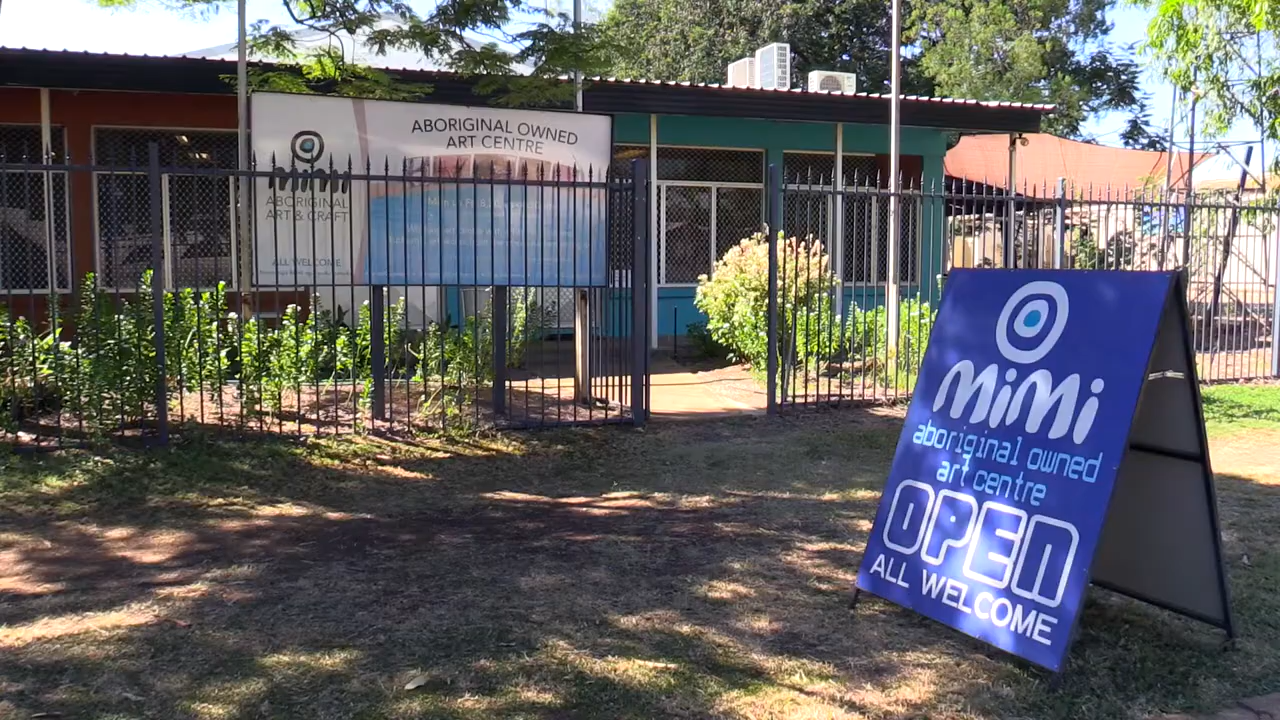 MiMi
ABORIGINAL
ART & CRAFT
ALL WELCOME
ABORIGINAL OWNED
ART CENTRE
MiMi
aboriginal owned
art centre
OPEN
ALL WELCOME